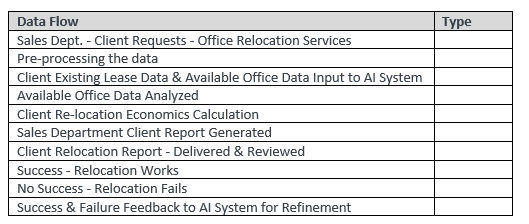 Data Flow Type
Sales Dept. - Client Requests - Office Relocation Services
Pre-processing the data
Client Existing Lease Data & Available Office Data Input to AI System
Available Office Data Analyzed
Client Re-location Economics Calculation
Sales Department Client Report Generated
Client Relocation Report - Delivered & Reviewed
Success - Relocation Works
No Success - Relocation Fails
Success & Failure Feedback to AI System for Refinement